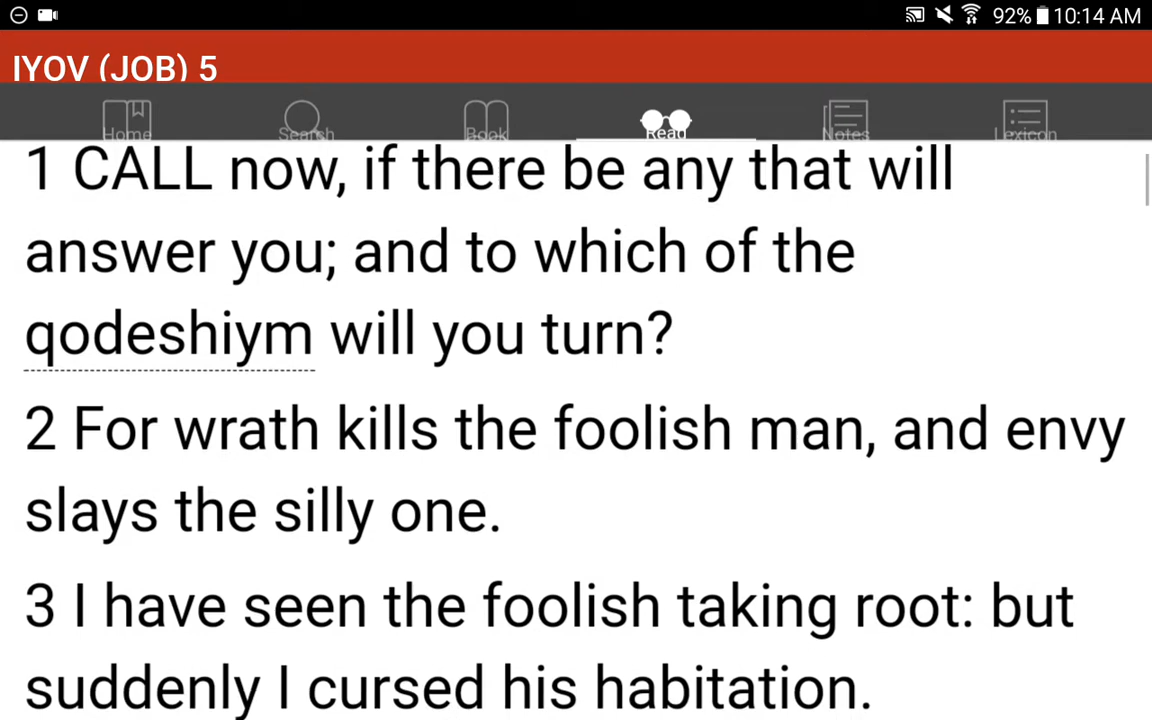 92% 10:14 AM
IYOV (JOB) 5
Home Search Book Read Notes Lexicon
1 CALL now, if there be any that will
answer you; and to which of the
qodeshiym will you turn?
2 For wrath kills the foolish man, and envy
slays the silly one.
3 I have seen the foolish taking root: but
suddenly I cursed his habitation.